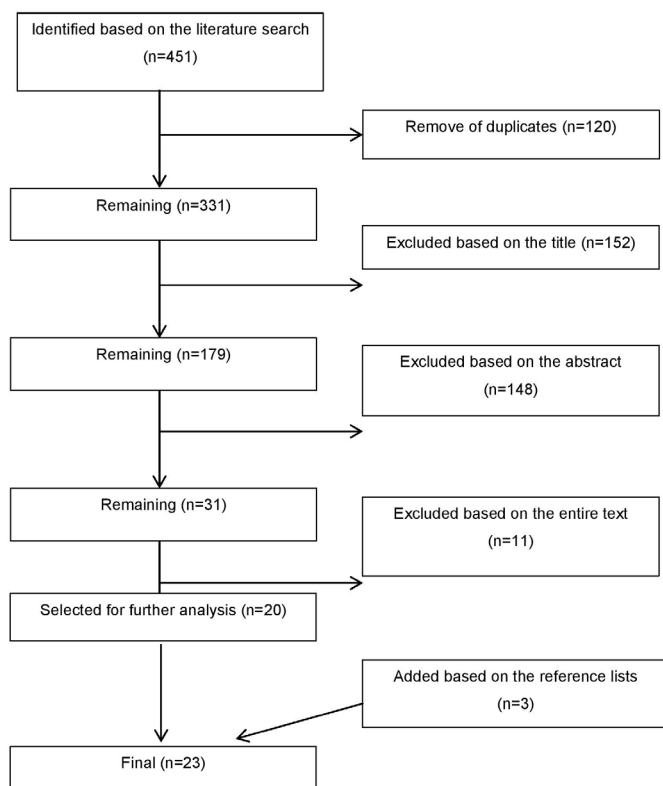 Identified based on the literature search
(n=451)
Remove of duplicates (n=120)
Remaining (n=331)
Excluded based on the title (n=152)
Remaining (n=179)
Excluded based on the abstract
(n=148)
Remaining (n=31)
Excluded based on the entire text
(n=11)
Selected for further analysis (n=20)
Added based on the reference lists
(n=3)
Final (n=23)